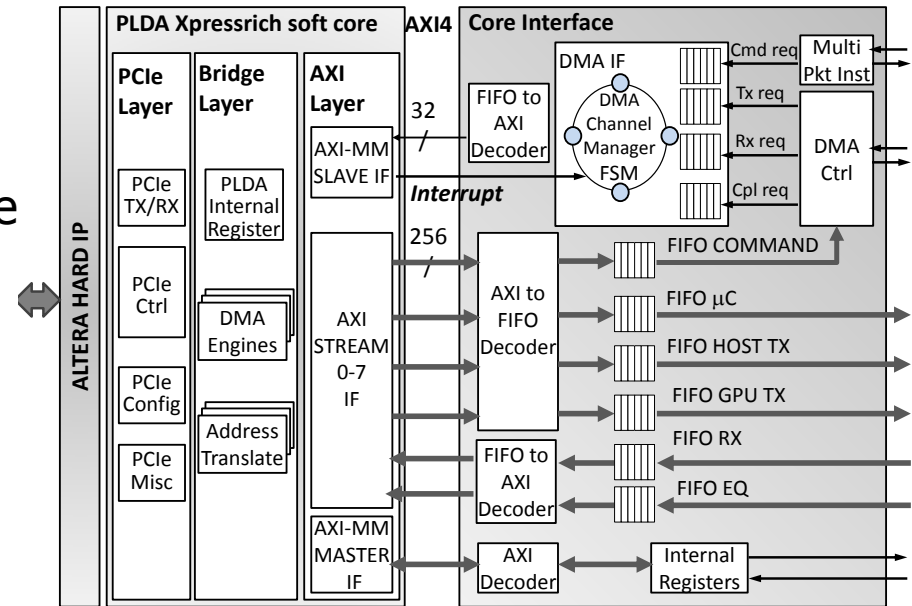 PLDA Xpressrich soft core
AXI4
Core Interface
e
ALTERA HARD IP
PCIe
Layer
PCIe
TX/RX
PCIe
Ctrl
PCIe
Config
PCIe
Misc
Bridge
Layer
PLDA
Internal
Register
DMA
Engines
Address
Translate
AXI
Layer
AXI-MM
SLAVE IF
AXI
STREAM
0-7
IF
AXI-MM
MASTER
IF
32
Interrupt
256
FIFO to
AXI
Decoder
DMA IF
DMA
Channel
Manager
FSM
Cmd req
Tx req
Rx req
Cpl req
Multi
Pkt Inst
DMA
Ctrl
AXI to
FIFO
Decoder
FIFO COMMAND
FIFO µC
FIFO HOST TX
FIFO GPU TX
FIFO to
AXI
Decoder
FIFO RX
FIFO EQ
AXI
Decoder
Internal
Registers